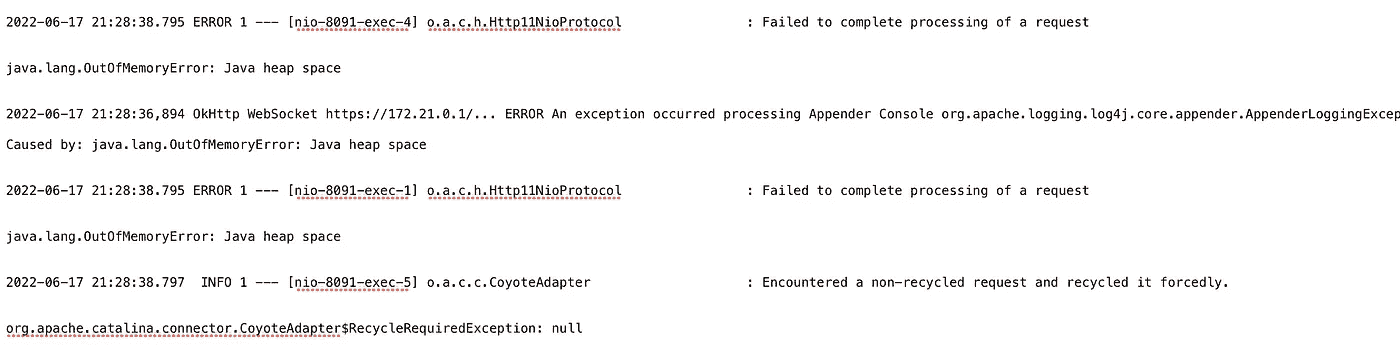 2022-06-17 21:28:38.795 ERROR 1 --- [nio-8091-exec-4] o.a.c.h.Http11NioProtocol : Failed to complete processing of a request
java.lang.OutOfMemoryError: Java heap space
2022-06-17 21:28:36,894 OkHttp WebSocket https://172.21.0.1/... ERROR An exception occurred processing Appender Console org.apache.logging.log4j.core.appender.AppenderLoggingExcep
Caused by: java.lang.OutOfMemoryError: Java heap space
2022-06-17 21:28:38.795 ERROR 1 --- [nio-8091-exec-1] o.a.c.h.Http11NioProtocol : Failed to complete processing of a request
java.lang.OutOfMemoryError: Java heap space
2022-06-17 21:28:38.797 INFO 1 --- [nio-8091-exec-5] o.a.c.c.CoyoteAdapter : Encountered a non-recycled request and recycled it forcedly.
org.apache.catalina.connector.CoyoteAdapter$RecycleRequiredException: null